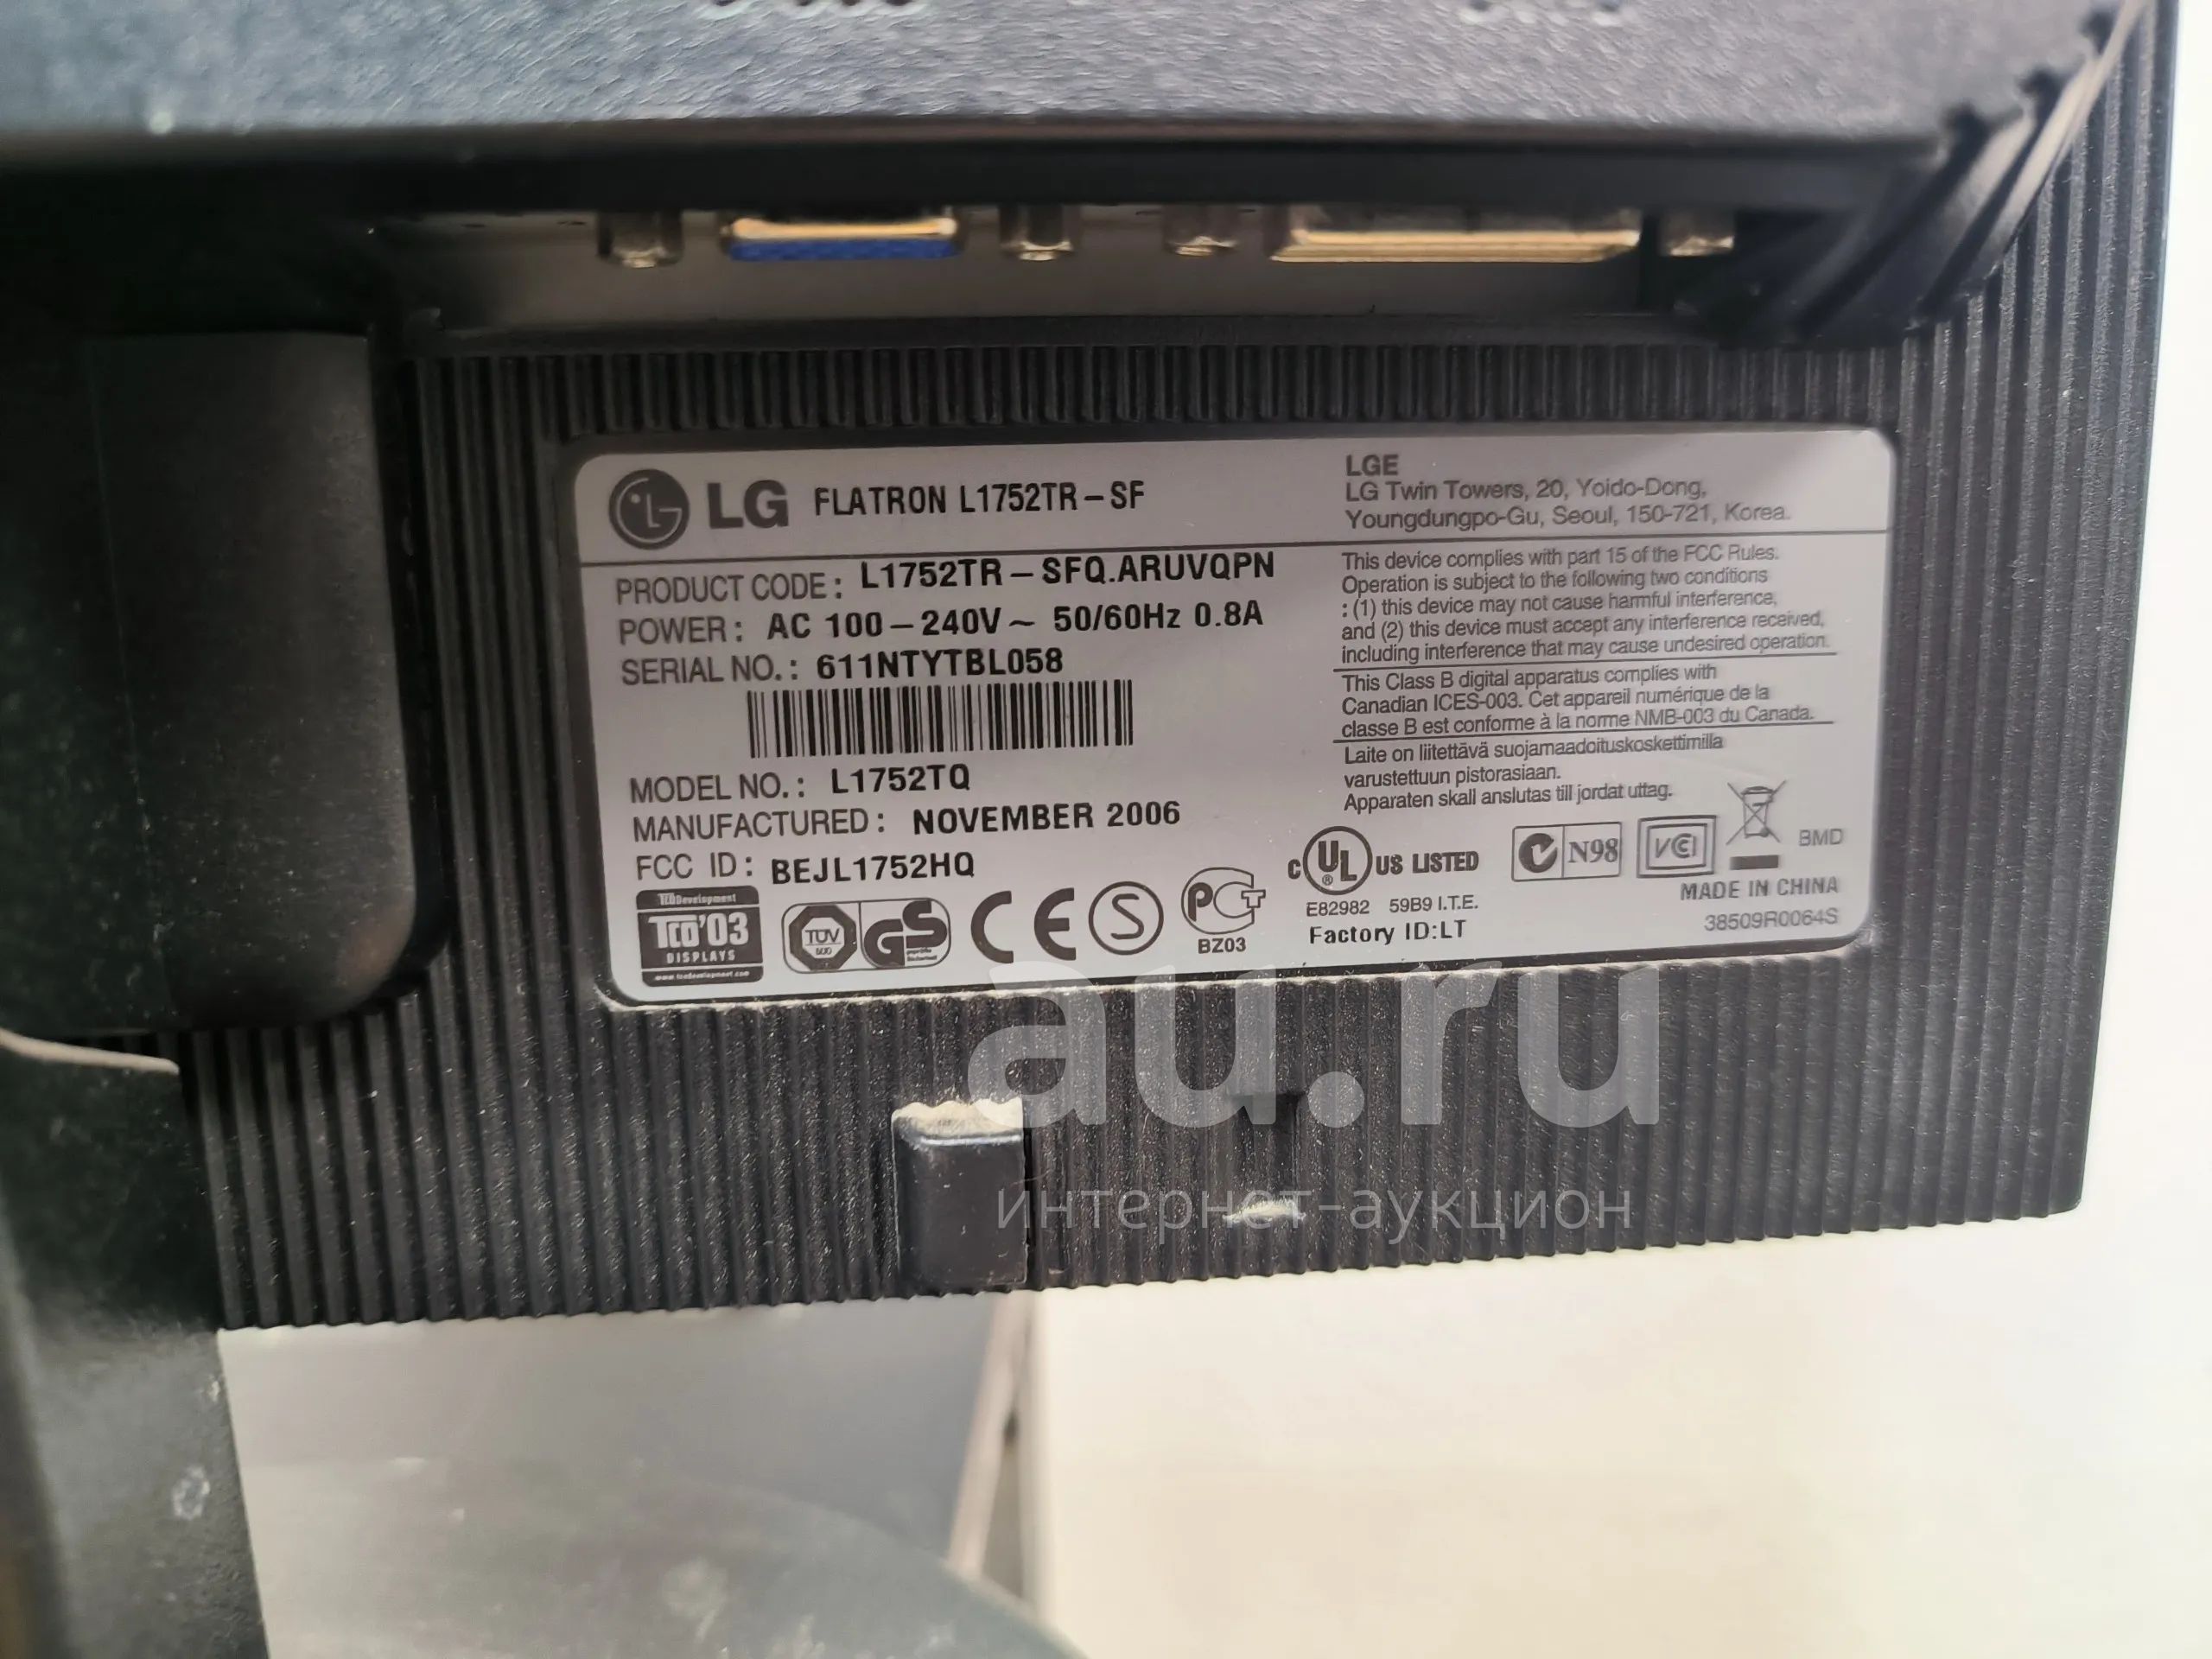 LG FLATRON L1752TR-SF
LGE
LG Twin Towers, 20, Yoido-Dong,
Youngdungpo-Gu, Seoul, 150-721, Korea.
PRODUCT CODE: L1752TR-SFQ.ARUVQPN
POWER: AC 100-240V~ 50/60Hz 0.8A
SERIAL NO.: 611NTYTBL058
MODEL NO.: L1752TQ
MANUFACTURED: NOVEMBER 2006
FCC ID: BEJL1752HQ
This device complies with part 15 of the FCC Rules.
Operation is subject to the following two conditions
: (1) this device may not cause harmful interference,
and (2) this device must accept any interference received,
including interference that may cause undesired operation.
This Class B digital apparatus complies with
Canadian ICES-003. Cet appareil numérique de la
classe B est conforme à la norme NMB-003 du Canada.
Laite on liitettävä suojamaadoituskoskettimilla
varustettuun pistorasiaan.
Apparaten skall anslutas till jordat uttag.
TCO Development
TCO'03
DISPLAYS
www.tcodevelopment.com
TUV
GS
CE
S
PCT
BZ03
C UL ® US LISTED
E82982 59B9 I.T.E.
Factory ID:LT
N98
VCI
BMD
MADE IN CHINA
38509R0064S
au.ru
интернет-аукцион